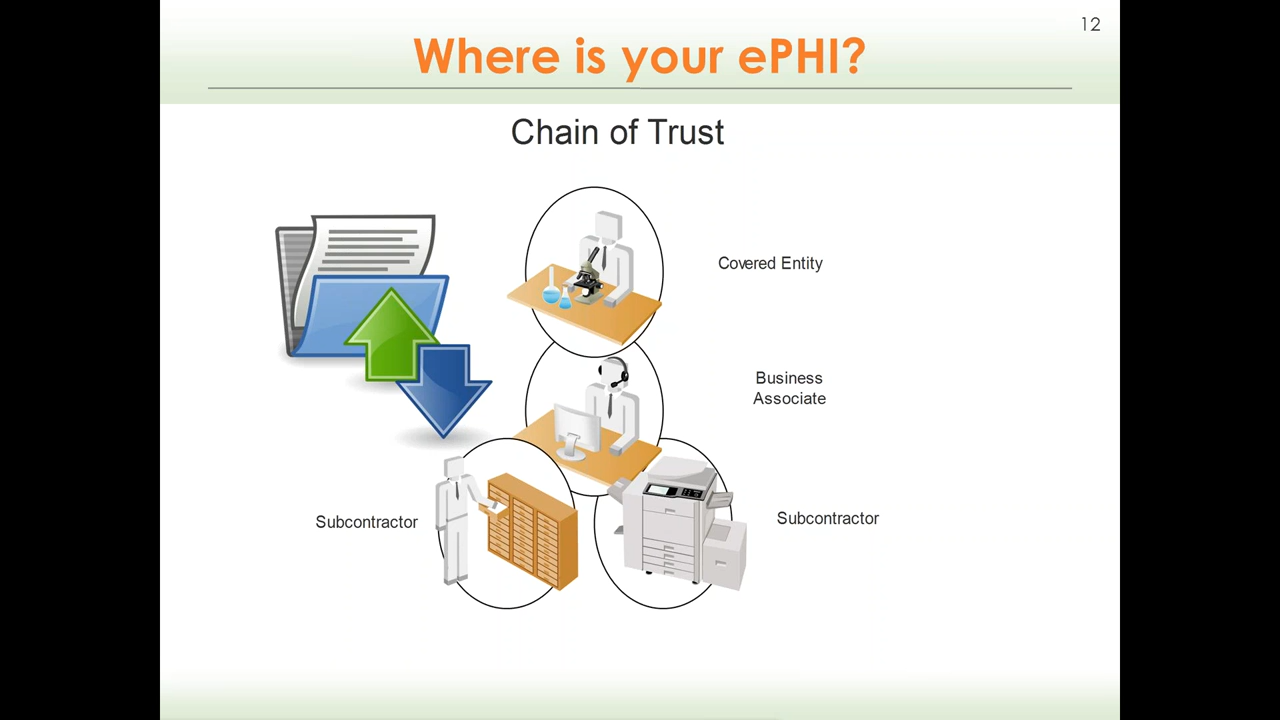 12
Where is your ePHI?
Chain of Trust
Covered Entity
Business
Associate
Subcontractor
Subcontractor